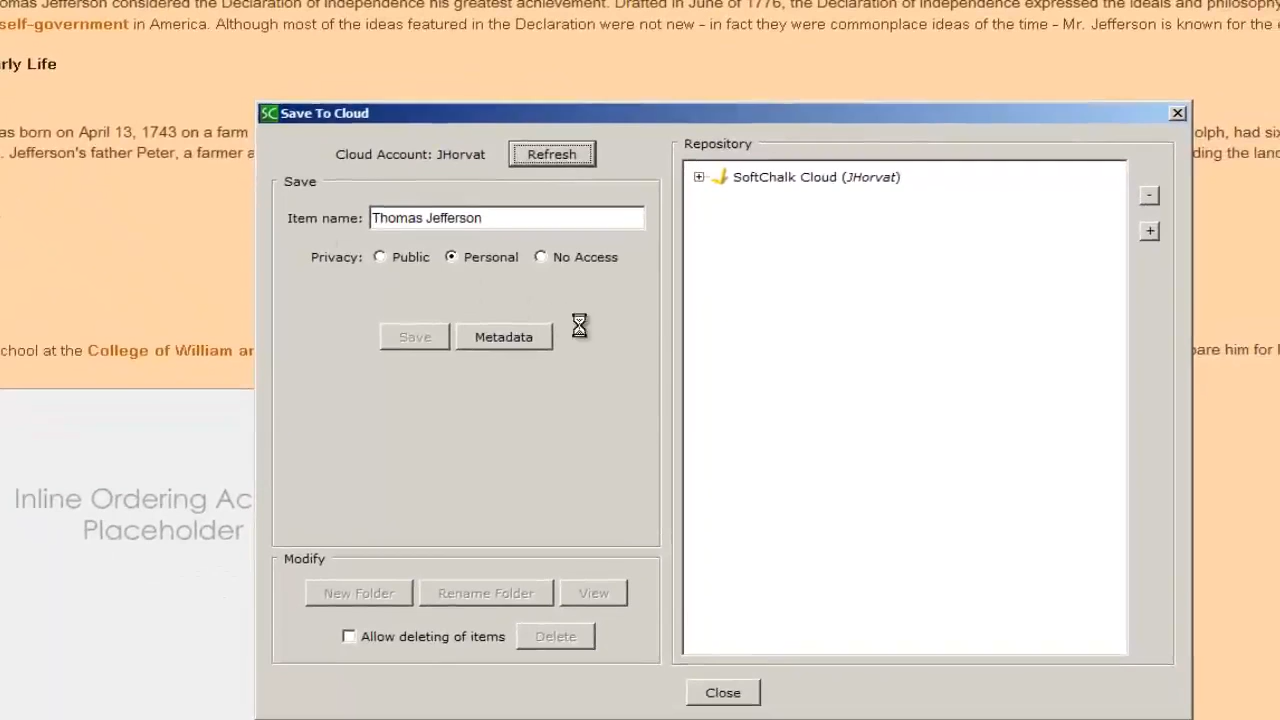 omas Jefferson considered the Declaration of Independence his greatest achievement. Drafted in June of 1776, the Declaration of Independence expressed the ideals and philosophy
self-government in America. Although most of the ideas featured in the Declaration were not new - in fact they were commonplace ideas of the time - Mr. Jefferson is known for the
rly Life
Save To Cloud
as born on April 13, 1743 on a farm
olph, had six
. Jefferson's father Peter, a farmer a
ding the land
Cloud Account: JHorvat
Refresh
Repository
Save
SoftChalk Cloud (JHorvat)
-
Item name: Thomas Jefferson
+
Privacy: Public Personal No Access
Save Metadata
chool at the College of William an
pare him for
Inline Ordering Ac
Placeholder
Modify
New Folder Rename Folder View
Allow deleting of items Delete
Close